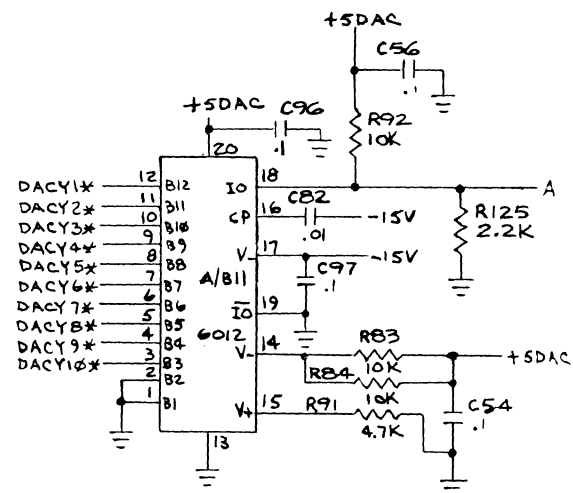 +5DAC
C56
.1
+5DAC
C96
.1
R92
10K
20
DACY1* 12 B12 IO 18 A
DACY2* 11 B11 CP 16 C82 -15V
.01
DACY3* 10 B10
DACY4* 9 B9 V- 17 -15V
DACY5* 8 B8
A/B11
C97
.1
R125
2.2K
DACY6* 7 B7
DACY7* 6 B6 IO 19
DACY8* 5 B5
6012
DACY9* 4 B4 V- 14 R83 +5DAC
10K
DACY10* 3 B3
2 B2 R84
10K
C54
.1
1 B1 V+ 15 R91
4.7K
13